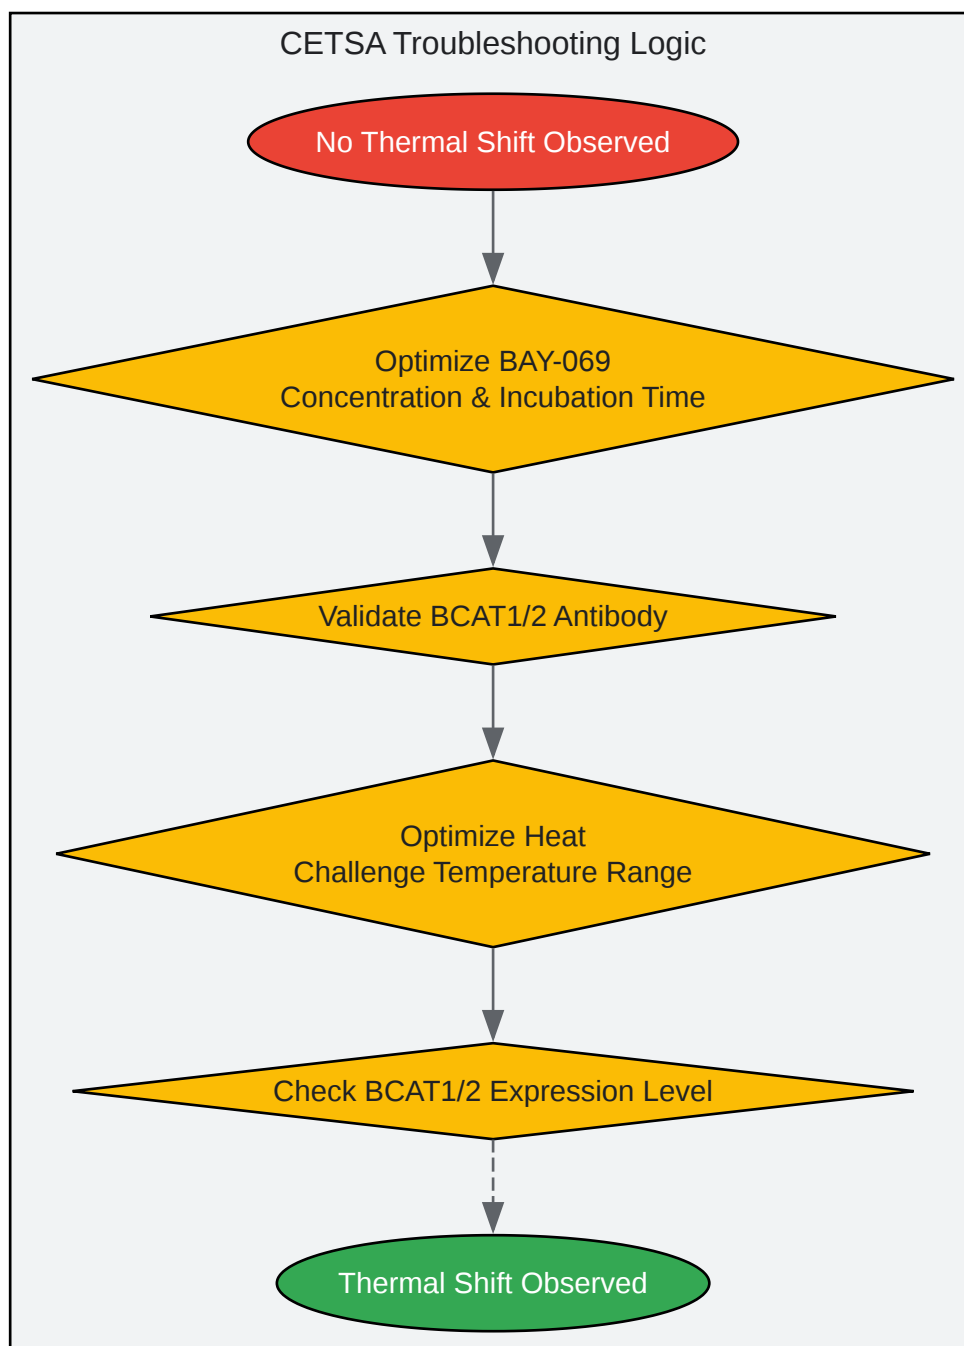 CETSA Troubleshooting Logic
No Thermal Shift Observed
Optimize BAY-069
Concentration & Incubation Time
Validate BCAT1/2 Antibody
Optimize Heat
Challenge Temperature Range
Check BCAT1/2 Expression Level
Thermal Shift Observed